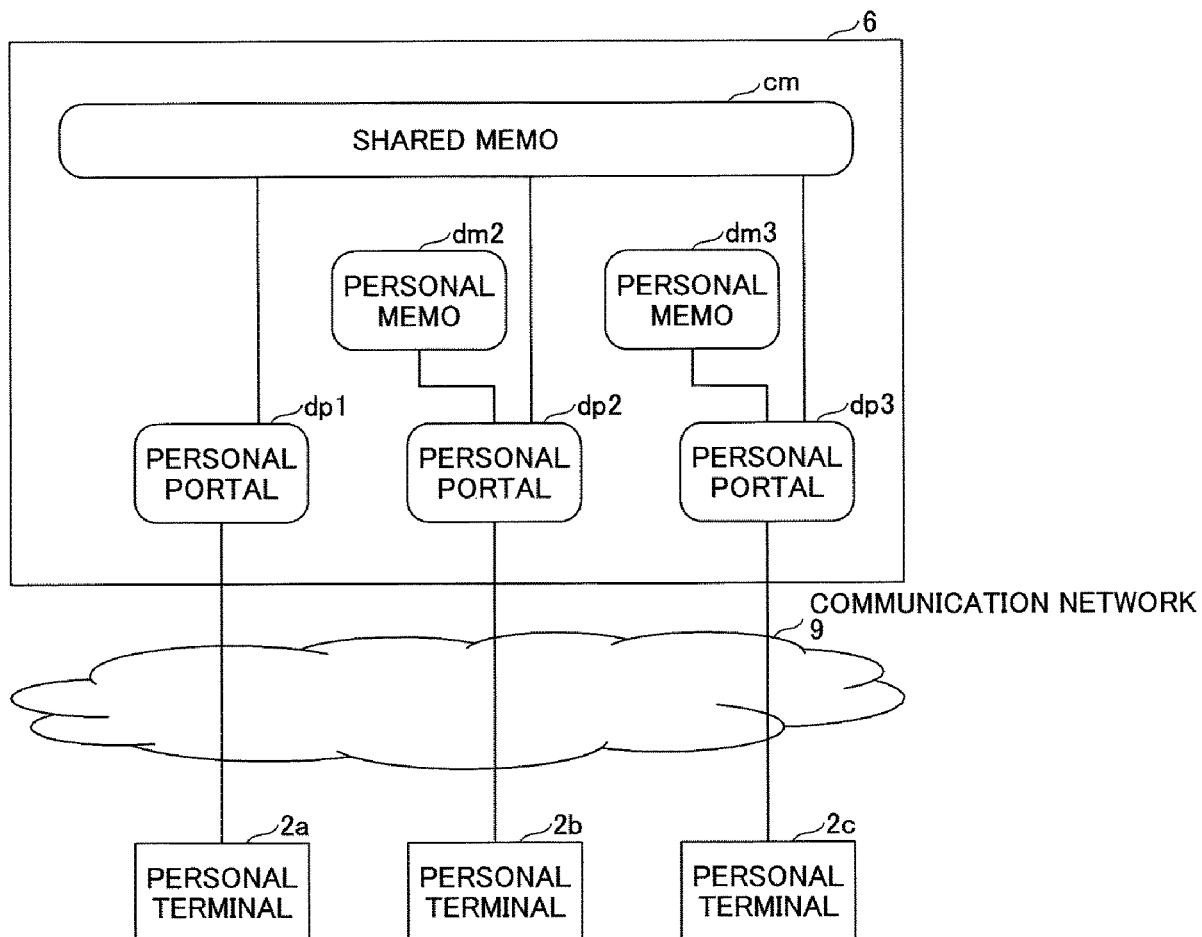 6
cm
SHARED MEMO
dm2
PERSONAL
MEMO
dm3
PERSONAL
MEMO
dp1
PERSONAL
PORTAL
dp2
PERSONAL
PORTAL
dp3
PERSONAL
PORTAL
COMMUNICATION NETWORK
9
2a
PERSONAL
TERMINAL
2b
PERSONAL
TERMINAL
2c
PERSONAL
TERMINAL